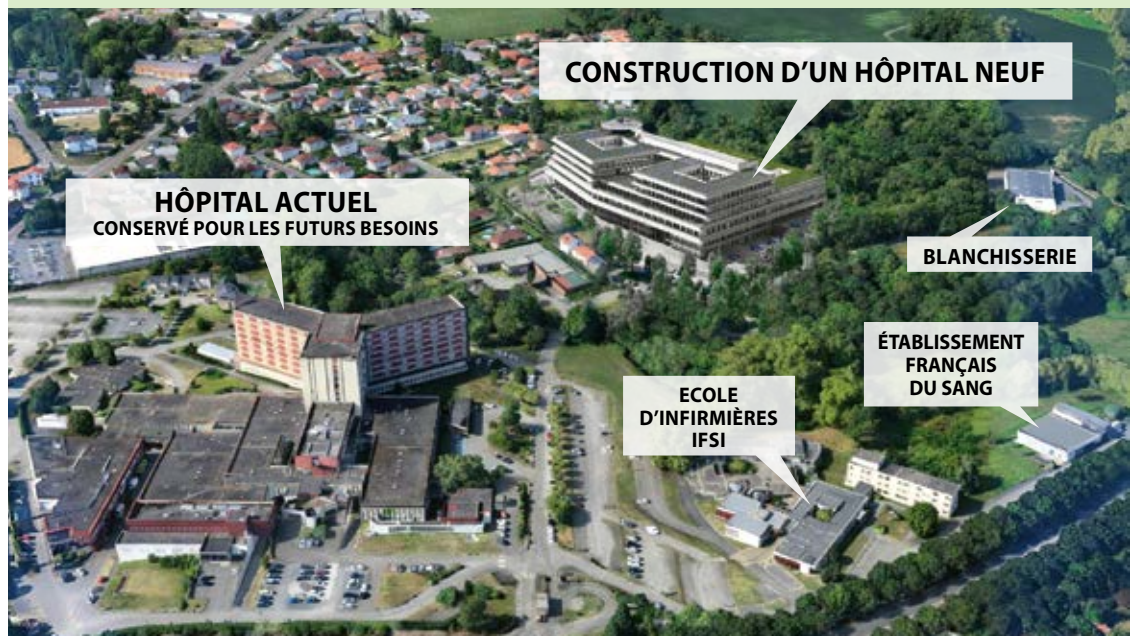 CONSTRUCTION D'UN HÔPITAL NEUF
HÔPITAL ACTUEL
CONSERVÉ POUR LES FUTURS BESOINS
BLANCHISSERIE
ÉTABLISSEMENT
FRANÇAIS
DU SANG
ECOLE
D'INFIRMIÈRES
IFSI